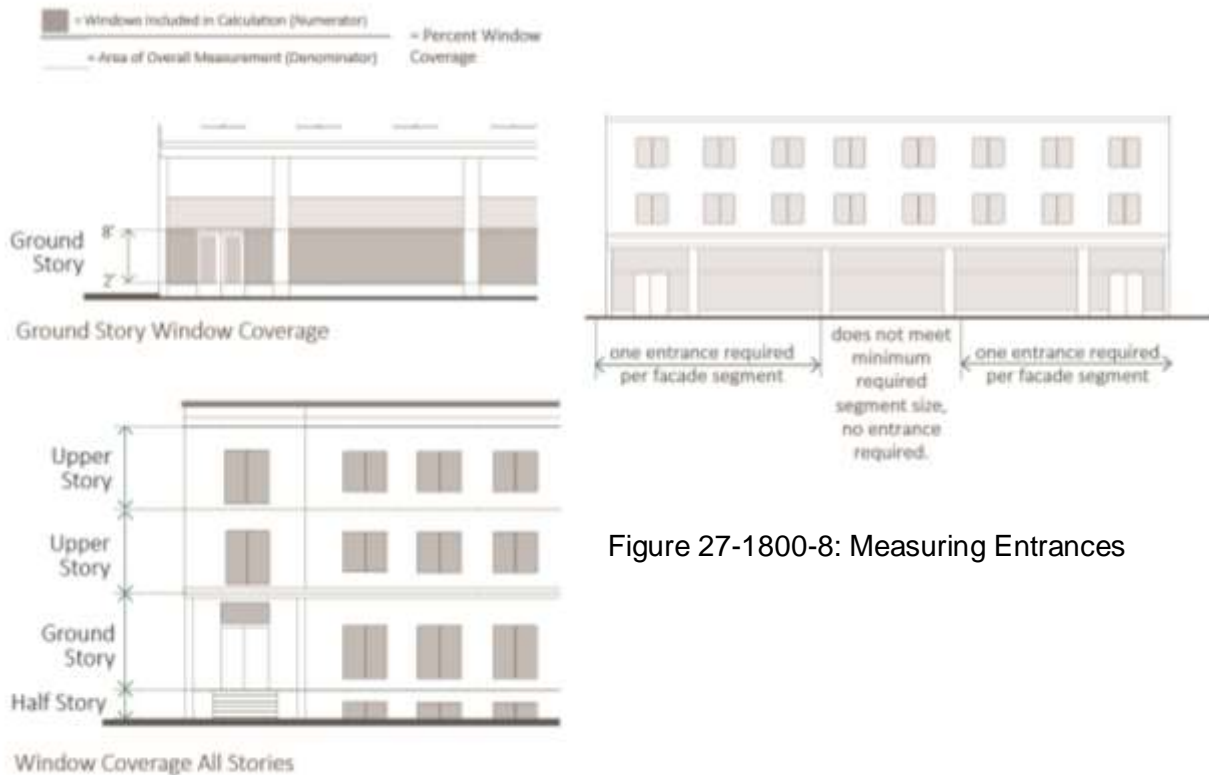 = Windows Included in Calculation (Numerator)
= Area of Overall Measurement (Denominator)
= Percent Window
Coverage
Ground
Story
8'
2'
Ground Story Window Coverage
Upper
Story
Upper
Story
Ground
Story
Half Story
Window Coverage All Stories
one entrance required
per facade segment
does not meet
minimum
required
segment size,
no entrance
required.
one entrance required
per facade segment
Figure 27-1800-8: Measuring Entrances